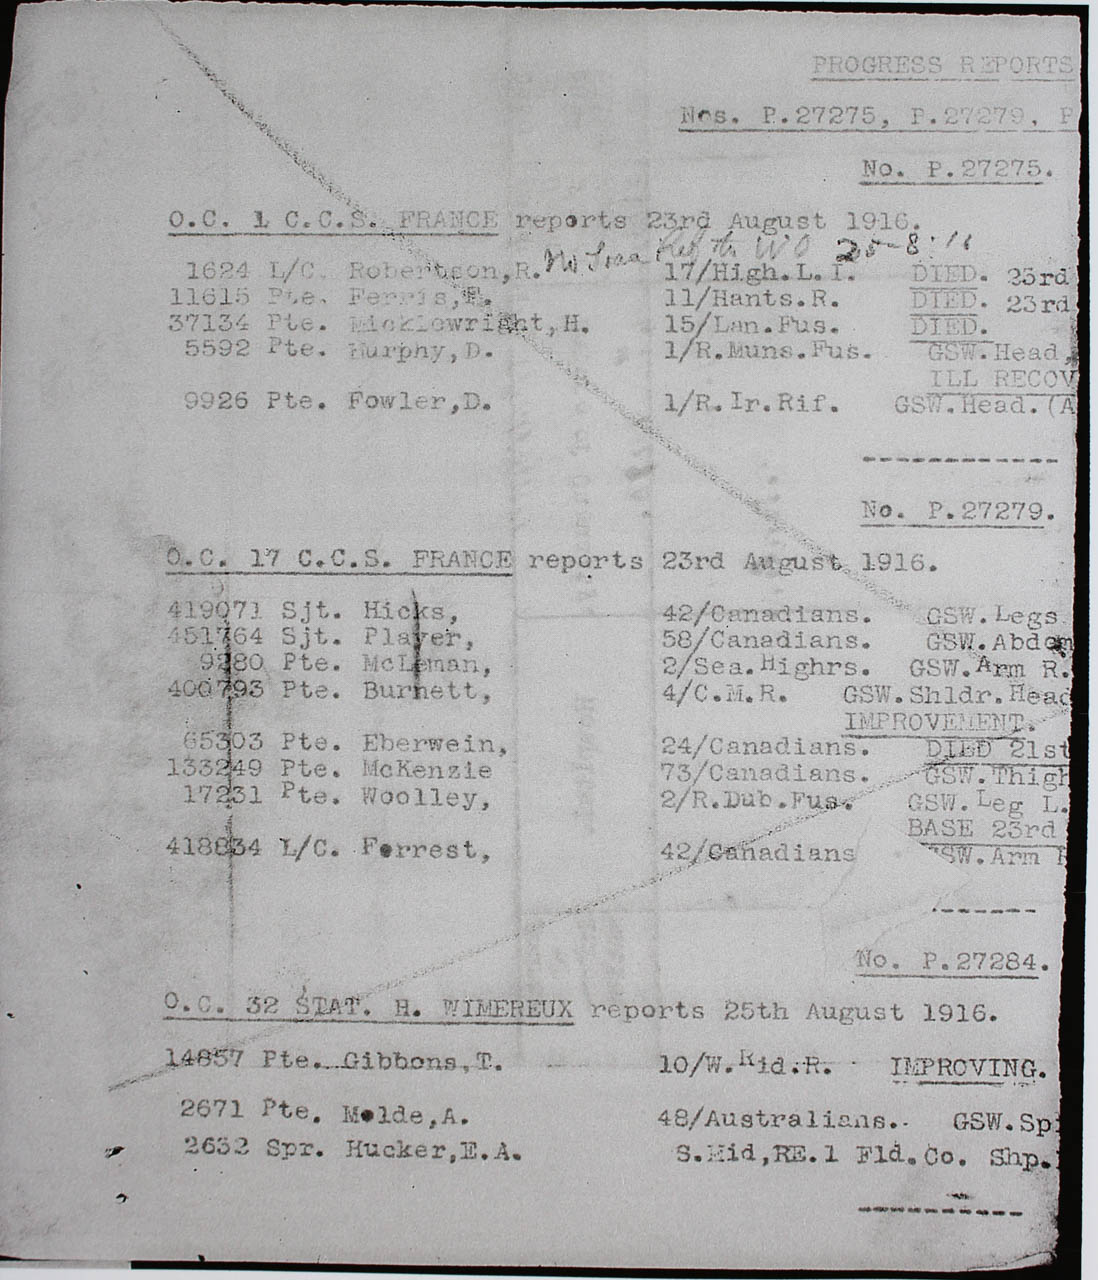 PROGRESS REPORTS
Nos. P.27275, P.27279, P
No. P.27275.
O.C. 1 C.C.S. FRANCE reports 23rd August 1916.
25-8-16
1624 L/C. Robertson,R. 17/High.L.I. DIED. 23rd
11615 Pte. Ferris, 11/Hants.R. DIED. 23rd
37134 Pte. Micklewright,H. 15/Lan.Fus. DIED.
5592 Pte. Murphy,D. 1/R.Muns.Fus. GSW.Head,
ILL RECOV
9926 Pte. Fowler,D. 1/R.Ir.Rif. GSW.Head.(A
------------
No. P.27279.
O.C. 17 C.C.S. FRANCE reports 23rd August 1916.
419071 Sjt. Hicks, 42/Canadians. GSW.Legs
451764 Sjt. Player, 58/Canadians. GSW.Abdom
9280 Pte. McLeman, 2/Sea.Highrs. GSW.Arm R.
400793 Pte. Burnett, 4/C.M.R. GSW.Shldr.Head
IMPROVEMENT.
65303 Pte. Eberwein, 24/Canadians. DIED 21st
133249 Pte. McKenzie 73/Canadians. GSW.Thigh
17231 Pte. Woolley, 2/R.Dub.Fus. GSW.Leg L.
BASE 23rd
418834 L/C. Forrest, 42/Canadians GSW.Arm R
-------
No. P.27284.
O.C. 32 STAT. H. WIMEREUX reports 25th August 1916.
14857 Pte. Gibbons,T. 10/W.Rid.R. IMPROVING.
2671 Pte. Molde,A. 48/Australians. GSW.Spi
2632 Spr. Hucker,E.A. S.Mid,RE.1 Fld.Co. Shp.
----------